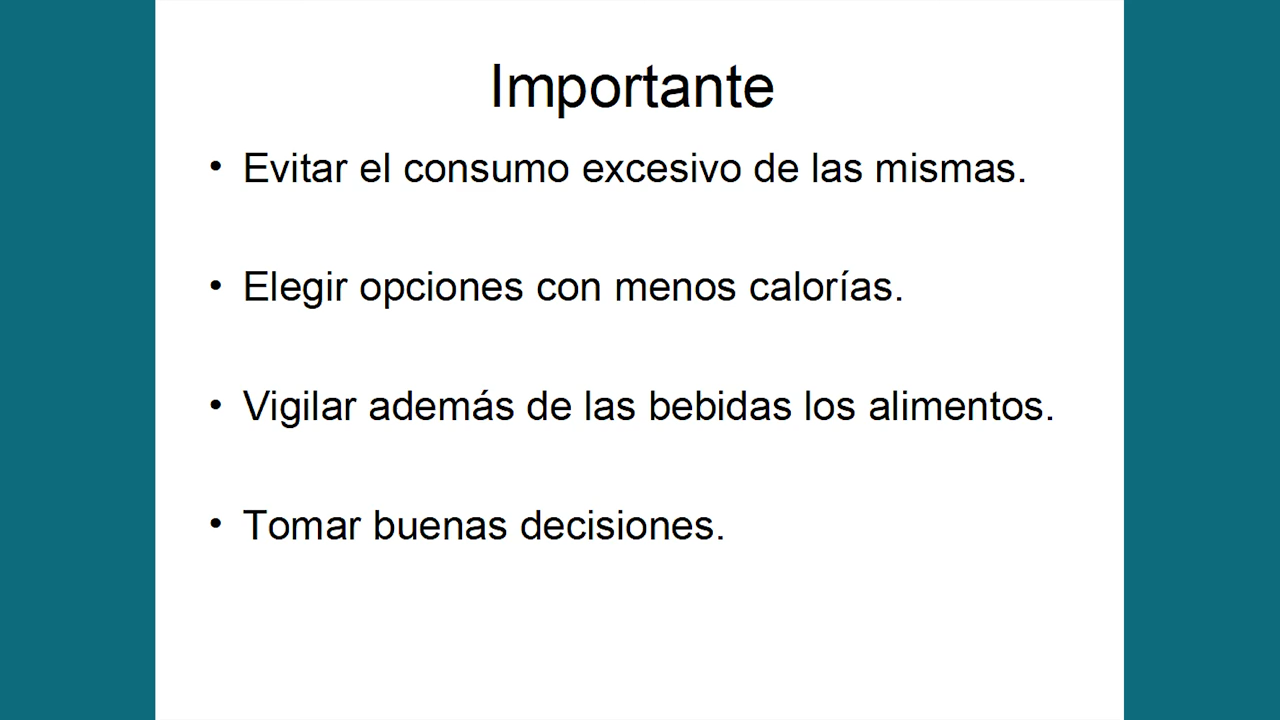 Importante
• Evitar el consumo excesivo de las mismas.
• Elegir opciones con menos calorías.
• Vigilar además de las bebidas los alimentos.
• Tomar buenas decisiones.